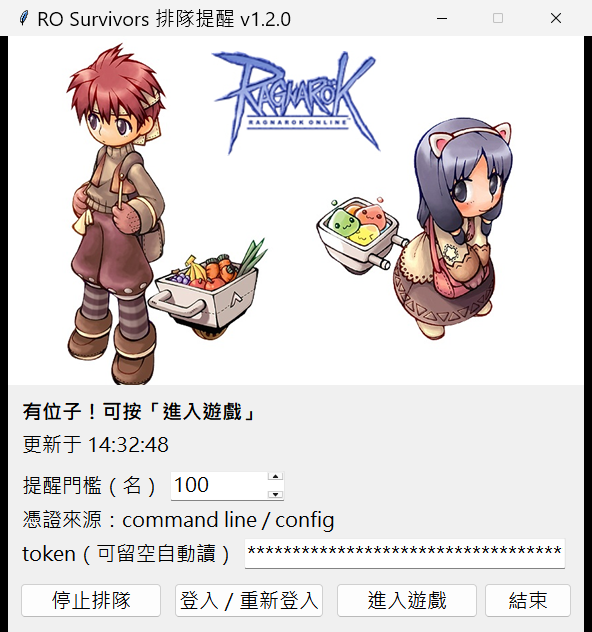 RO Survivors 排隊提醒 v1.2.0
RAGNAROK
RAGNAROK ONLINE
有位子！可按「進入遊戲」
更新于 14:32:48
提醒門檻（名） 100
憑證來源：command line / config
token（可留空自動讀） ***********************************
停止排隊 登入 / 重新登入 進入遊戲 結束